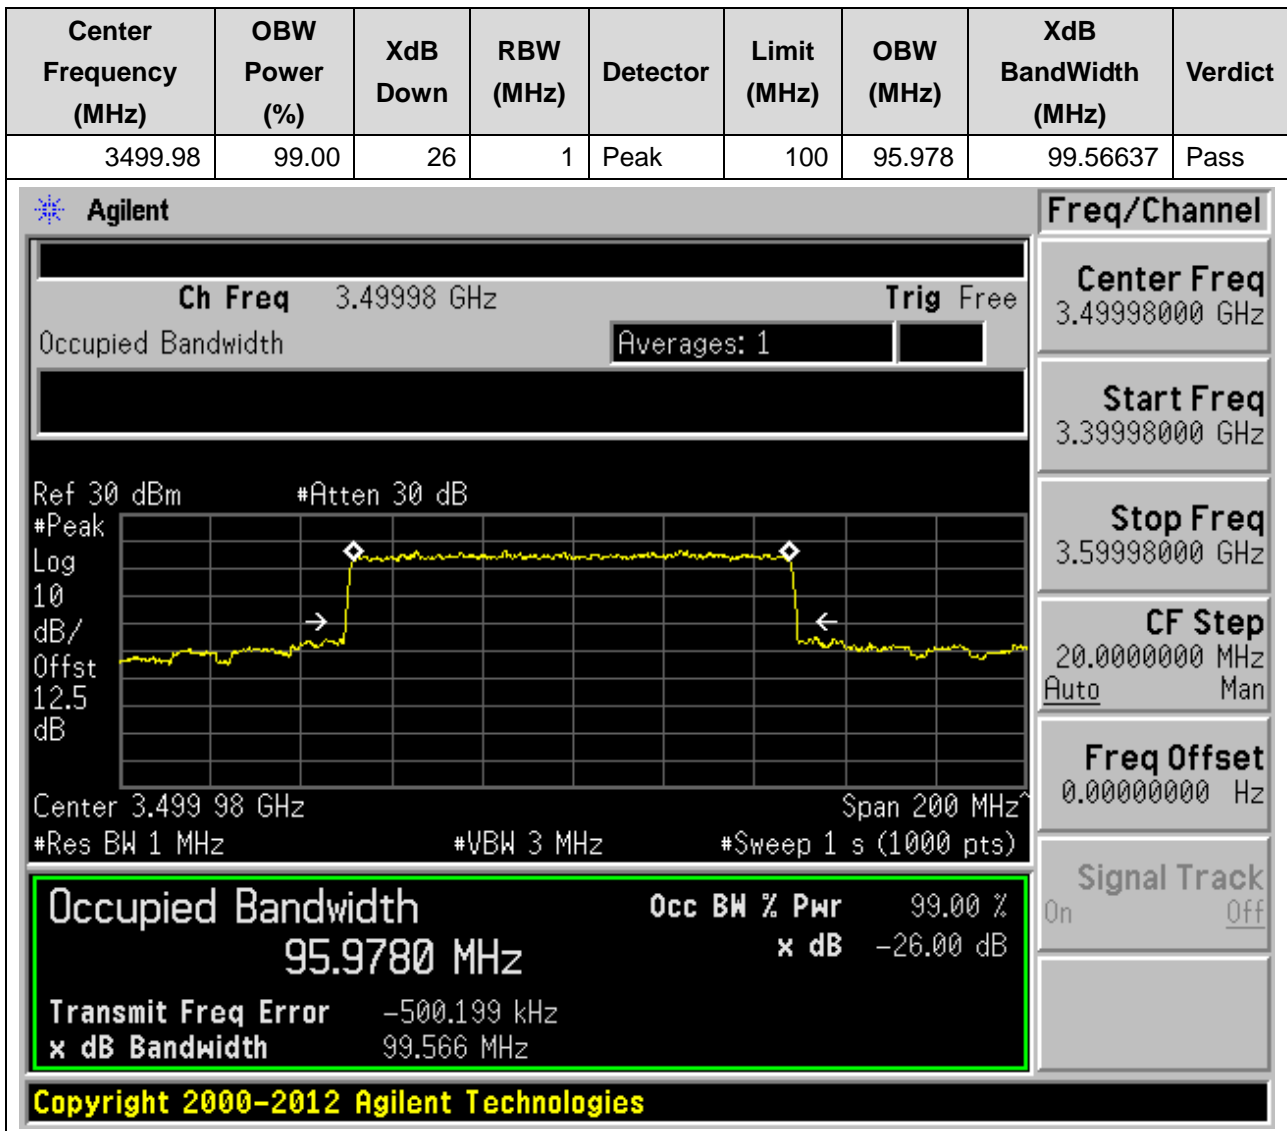 Center Frequency (MHz) OBW Power (%) XdB Down RBW (MHz) Detector Limit (MHz) OBW (MHz) XdB BandWidth (MHz) Verdict
3499.98 99.00 26 1 Peak 100 95.978 99.56637 Pass
Agilent
Freq/Channel
Ch Freq 3.49998 GHz Trig Free
Occupied Bandwidth Averages: 1
Center Freq
3.49998000 GHz
Start Freq
3.39998000 GHz
Stop Freq
3.59998000 GHz
CF Step
20.0000000 MHz
Auto Man
Freq Offset
0.00000000 Hz
Signal Track
On Off
Ref 30 dBm #Atten 30 dB
#Peak
Log
10
dB/
Offst
12.5
dB
Center 3.499 98 GHz Span 200 MHz^
#Res BW 1 MHz #VBW 3 MHz #Sweep 1 s (1000 pts)
Occupied Bandwidth Occ BW % Pwr 99.00 %
95.9780 MHz x dB -26.00 dB
Transmit Freq Error -500.199 kHz
x dB Bandwidth 99.566 MHz
Copyright 2000-2012 Agilent Technologies